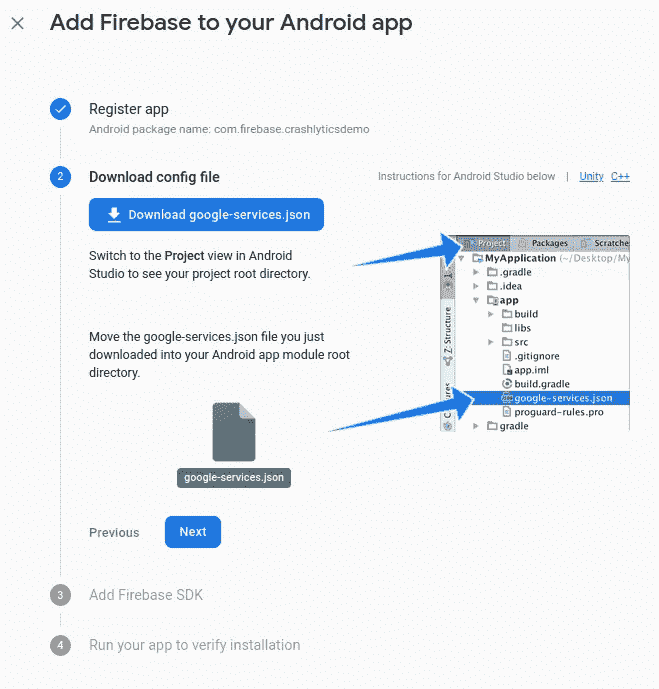 Add Firebase to your Android app
Register app
Android package name: com.firebase.crashlyticsdemo
2
Download config file
Instructions for Android Studio below | Unity C++
Download google-services.json
Switch to the Project view in Android
Studio to see your project root directory.
Move the google-services.json file you just
downloaded into your Android app module root
directory.
google-services.json
Project Packages Scratche
MyApplication (~/Desktop/My
.gradle
.idea
app
build
libs
src
.gitignore
app.iml
build.gradle
google-services.json
proguard-rules.pro
gradle
Z: Structure
Previous
Next
3
Add Firebase SDK
4
Run your app to verify installation